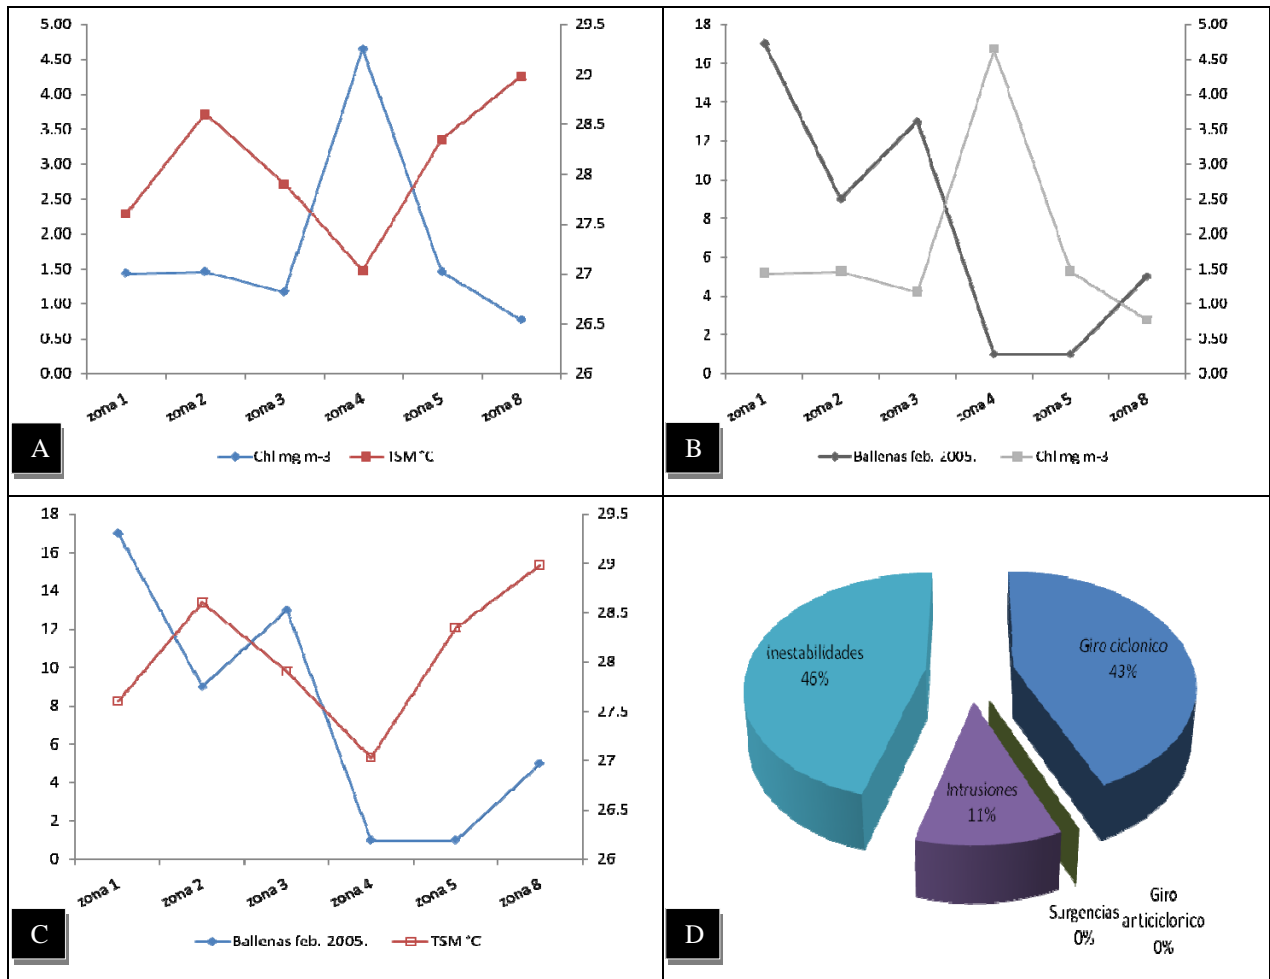 5.00
4.50
4.00
3.50
3.00
2.50
2.00
1.50
1.00
0.50
0.00
29.5
29
28.5
28
27.5
27
26.5
26
zona 1
zona 2
zona 3
zona 4
zona 5
zona 8
A
Chl mg m-3
TSM °C
18
16
14
12
10
8
6
4
2
0
5.00
4.50
4.00
3.50
3.00
2.50
2.00
1.50
1.00
0.50
0.00
zona 1
zona 2
zona 3
zona 4
zona 5
zona 8
B
Ballenas feb. 2005.
Chl mg m-3
18
16
14
12
10
8
6
4
2
0
29.5
29
28.5
28
27.5
27
26.5
26
zona 1
zona 2
zona 3
zona 4
zona 5
zona 8
C
Ballenas feb. 2005.
TSM °C
inestabilidades
46%
Giro ciclonico
43%
Intrusiones
11%
Surgencias
0%
Giro
articiclorico
0%
D